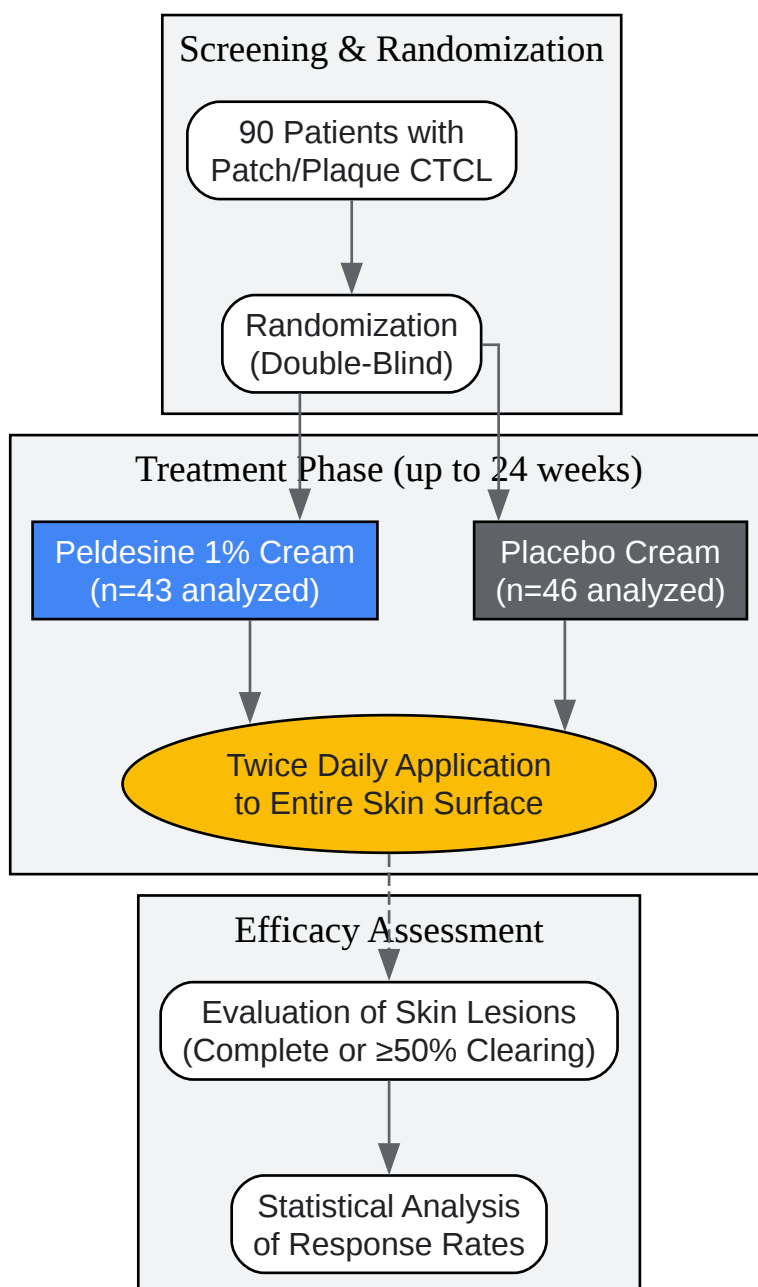 Screening & Randomization
90 Patients with
Patch/Plaque CTCL
Randomization
(Double-Blind)
Treatment Phase (up to 24 weeks)
Peldesine 1% Cream
(n=43 analyzed)
Placebo Cream
(n=46 analyzed)
Twice Daily Application
to Entire Skin Surface
Efficacy Assessment
Evaluation of Skin Lesions
(Complete or ≥50% Clearing)
Statistical Analysis
of Response Rates